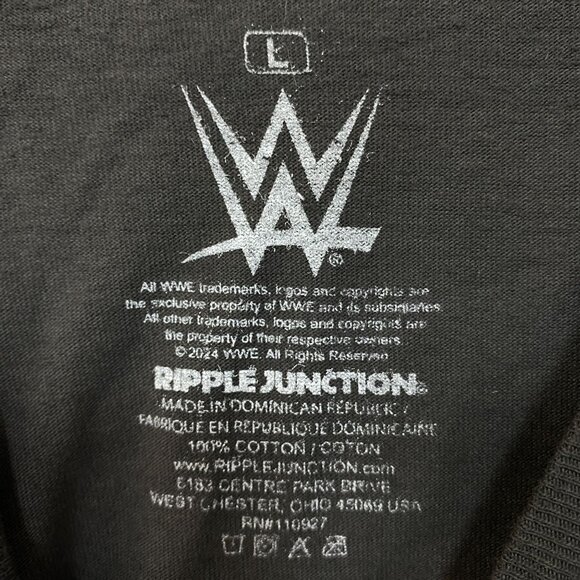 L
W
W
®
All WWE trademarks, logos and copyrights are
the exclusive property of WWE and its subsidiaries.
All other trademarks, logos and copyrights are
the property of their respective owners.
© 2024 WWE. All Rights Reserved
RIPPLE JUNCTION®
MADE IN DOMINICAN REPUBLIC /
FABRIQUE EN REPUBLIQUE DOMINICAINE
100% COTTON / COTON
www.RIPPLEJUNCTION.com
6183 CENTRE PARK DRIVE
WEST CHESTER, OHIO 45069 USA
RN#110927